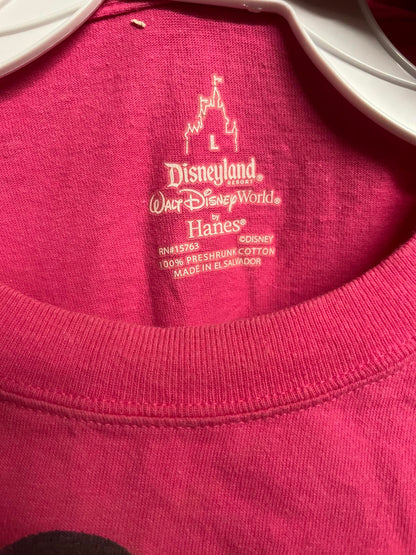 L
Disneyland®
RESORT
Walt Disney World®
by
Hanes®
RN#15763 ©DISNEY
100% PRESHRUNK COTTON
MADE IN EL SALVADOR